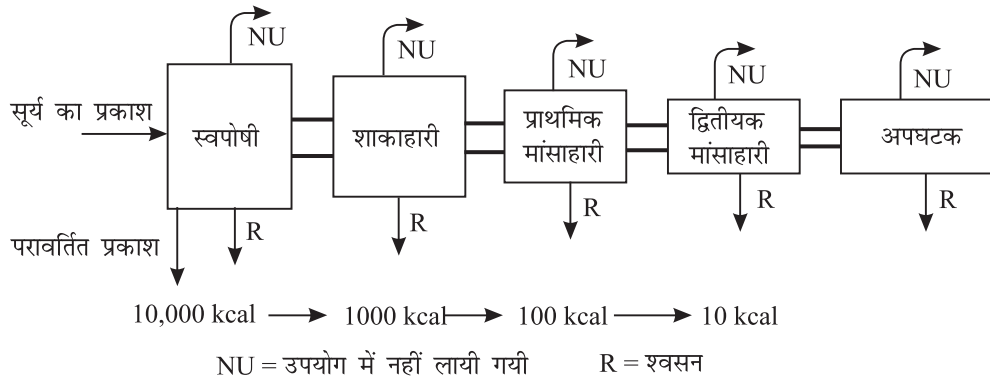 NU
NU
NU
NU
NU
सूर्य का प्रकाश
स्वपोषी
शाकाहारी
प्राथमिक
मांसाहारी
द्वितीयक
मांसाहारी
अपघटक
परावर्तित प्रकाश
R
R
R
R
R
10,000 kcal
1000 kcal
100 kcal
10 kcal
NU = उपयोग में नहीं लायी गयी
R = श्वसन